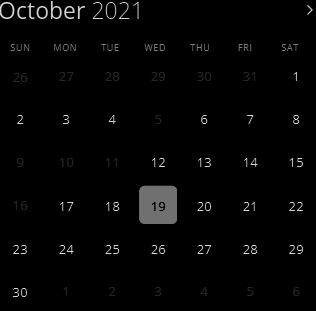 October 2021
SUN MON TUE WED THU FRI SAT
26 27 28 29 30 31 1
2 3 4 5 6 7 8
9 10 11 12 13 14 15
16 17 18 19 20 21 22
23 24 25 26 27 28 29
30 1 2 3 4 5 6